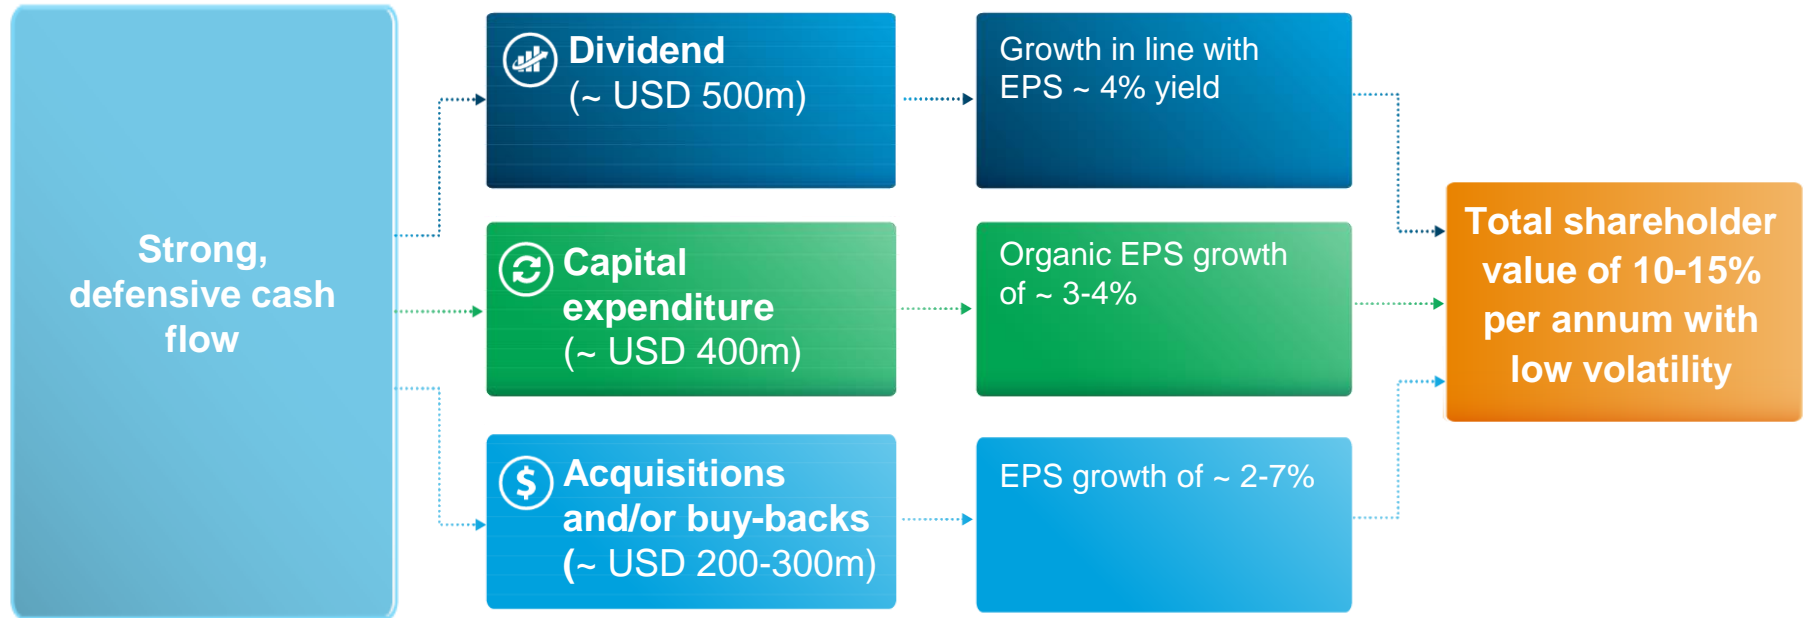 Strong,
defensive cash
flow
Dividend
(~ USD 500m)
Growth in line with
EPS ~ 4% yield
Capital
expenditure
(~ USD 400m)
Organic EPS growth
of ~ 3-4%
Acquisitions
and/or buy-backs
(~ USD 200-300m)
EPS growth of ~ 2-7%
Total shareholder
value of 10-15%
per annum with
low volatility